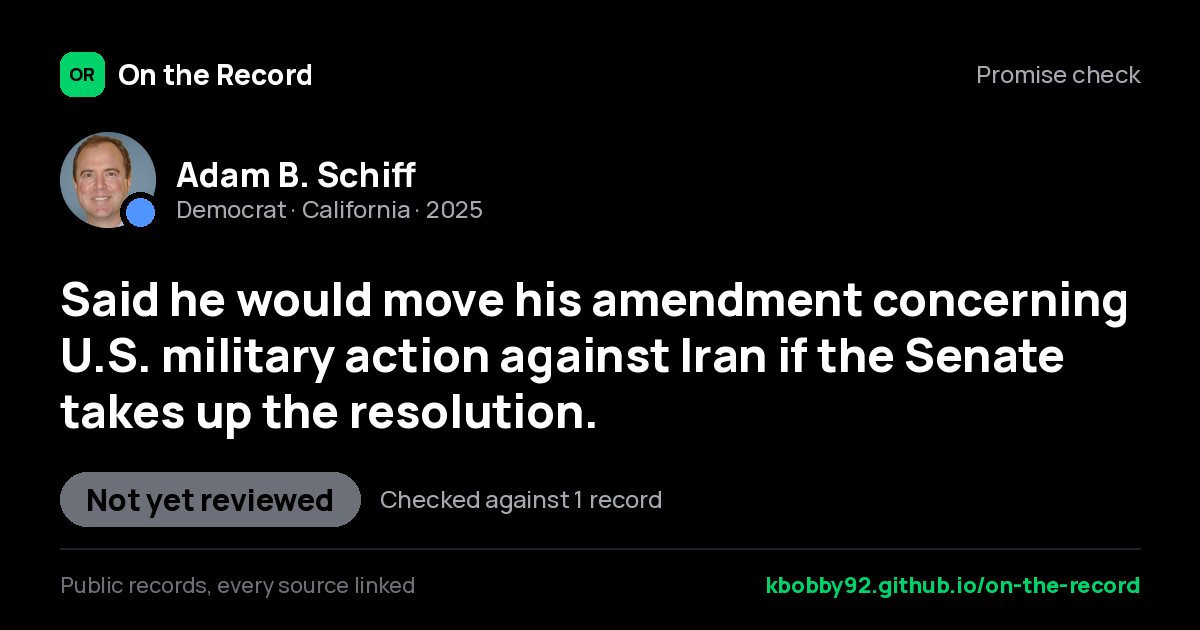 OR On the Record
Promise check
Adam B. Schiff
Democrat · California · 2025
Said he would move his amendment concerning
U.S. military action against Iran if the Senate
takes up the resolution.
Not yet reviewed
Checked against 1 record
Public records, every source linked
kbobby92.github.io/on-the-record